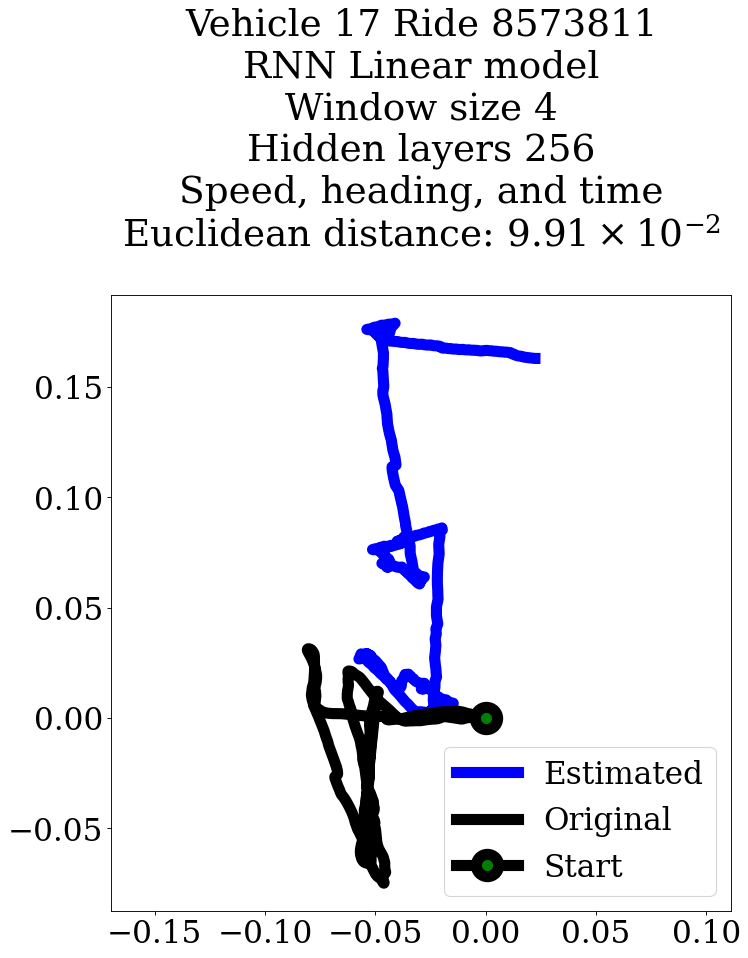 Vehicle 17 Ride 8573811
RNN Linear model
Window size 4
Hidden layers 256
Speed, heading, and time
Euclidean distance: 9.91 × 10⁻²
0.15
0.10
0.05
0.00
−0.05
Estimated
Original
Start
−0.15 −0.10 −0.05 0.00 0.05 0.10